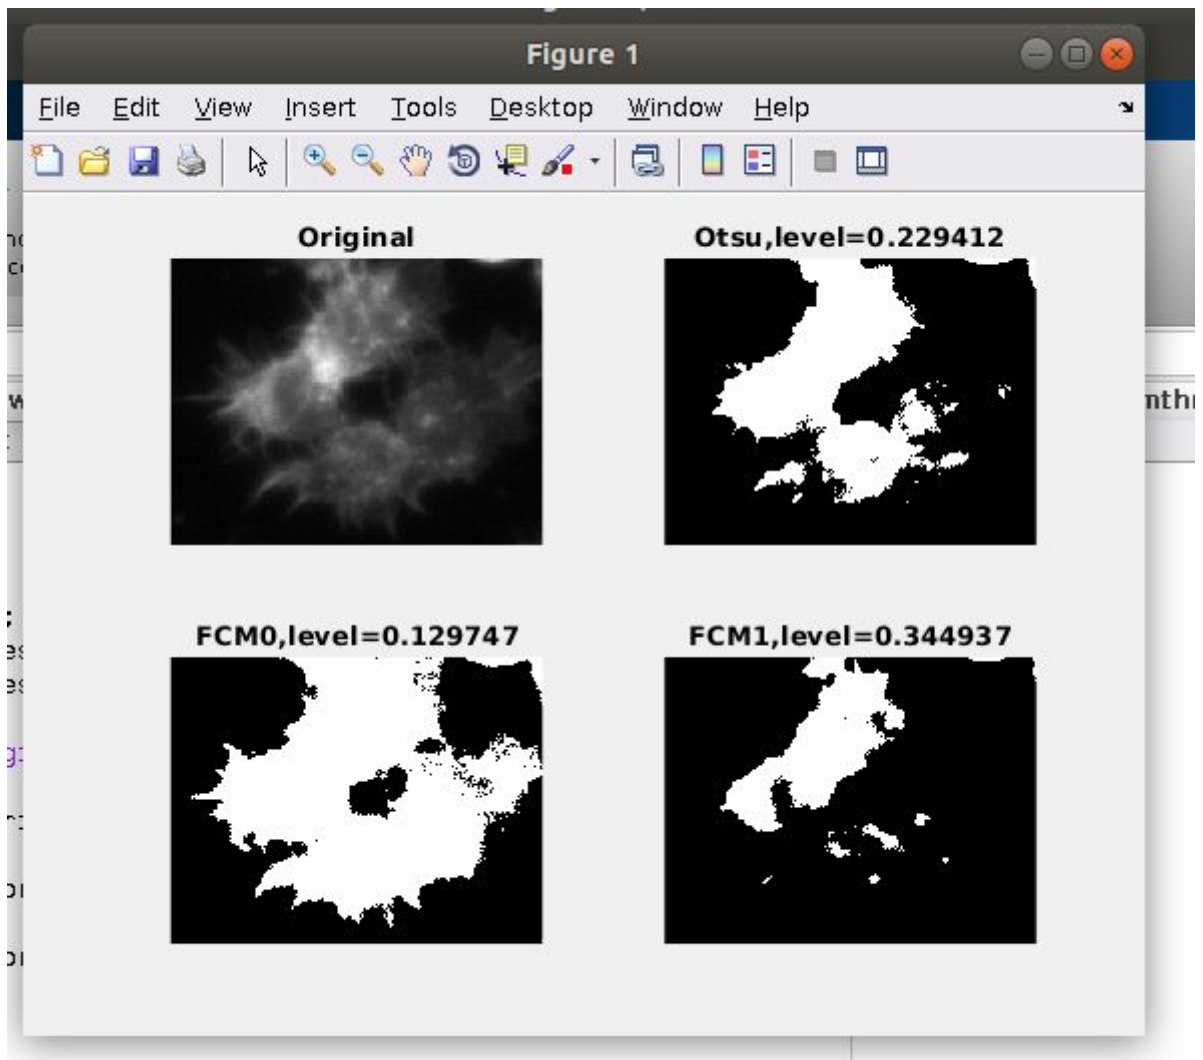 Figure 1
File Edit View Insert Tools Desktop Window Help
Original
Otsu,level=0.229412
FCM0,level=0.129747
FCM1,level=0.344937